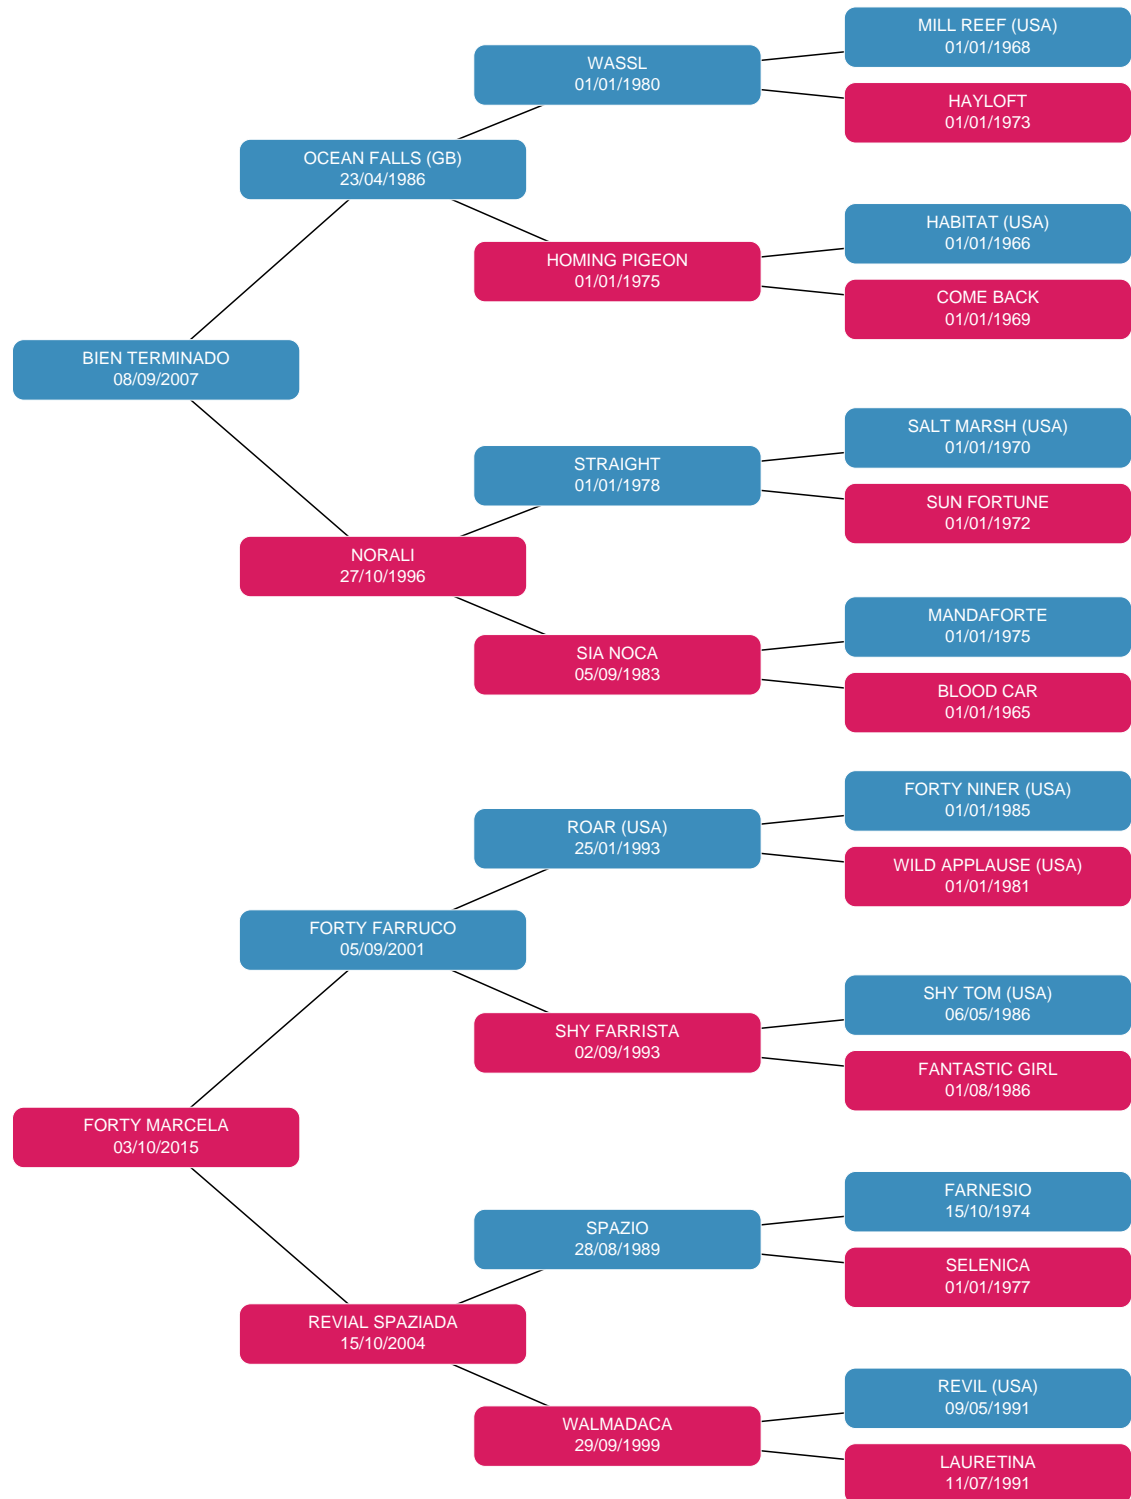 MILL REEF (USA)
01/01/1968
WASSL
01/01/1980
HAYLOFT
01/01/1973
OCEAN FALLS (GB)
23/04/1986
HABITAT (USA)
01/01/1966
HOMING PIGEON
01/01/1975
COME BACK
01/01/1969
BIEN TERMINADO
08/09/2007
SALT MARSH (USA)
01/01/1970
STRAIGHT
01/01/1978
SUN FORTUNE
01/01/1972
NORALI
27/10/1996
MANDAFORTE
01/01/1975
SIA NOCA
05/09/1983
BLOOD CAR
01/01/1965
FORTY NINER (USA)
01/01/1985
ROAR (USA)
25/01/1993
WILD APPLAUSE (USA)
01/01/1981
FORTY FARRUCO
05/09/2001
SHY TOM (USA)
06/05/1986
SHY FARRISTA
02/09/1993
FANTASTIC GIRL
01/08/1986
FORTY MARCELA
03/10/2015
FARNESIO
15/10/1974
SPAZIO
28/08/1989
SELENICA
01/01/1977
REVIAL SPAZIADA
15/10/2004
REVIL (USA)
09/05/1991
WALMADACA
29/09/1999
LAURETINA
11/07/1991